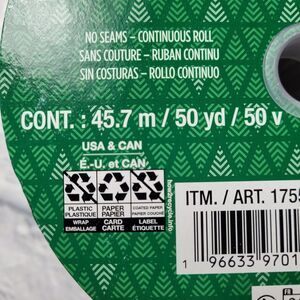 NO SEAMS – CONTINUOUS ROLL
SANS COUTURE – RUBAN CONTINU
SIN COSTURAS – ROLLO CONTINUO
CONT. : 45.7 m / 50 yd / 50 v
USA & CAN
É.-U. et CAN
PLASTIC PAPER COATED PAPER
PLASTIQUE PAPIER PAPIER COUCHÉ
WRAP CARD LABEL
EMBALLAGE CARTE ÉTIQUETTE
how2recycle.info
ITM. / ART. 1755
1 96633 9701